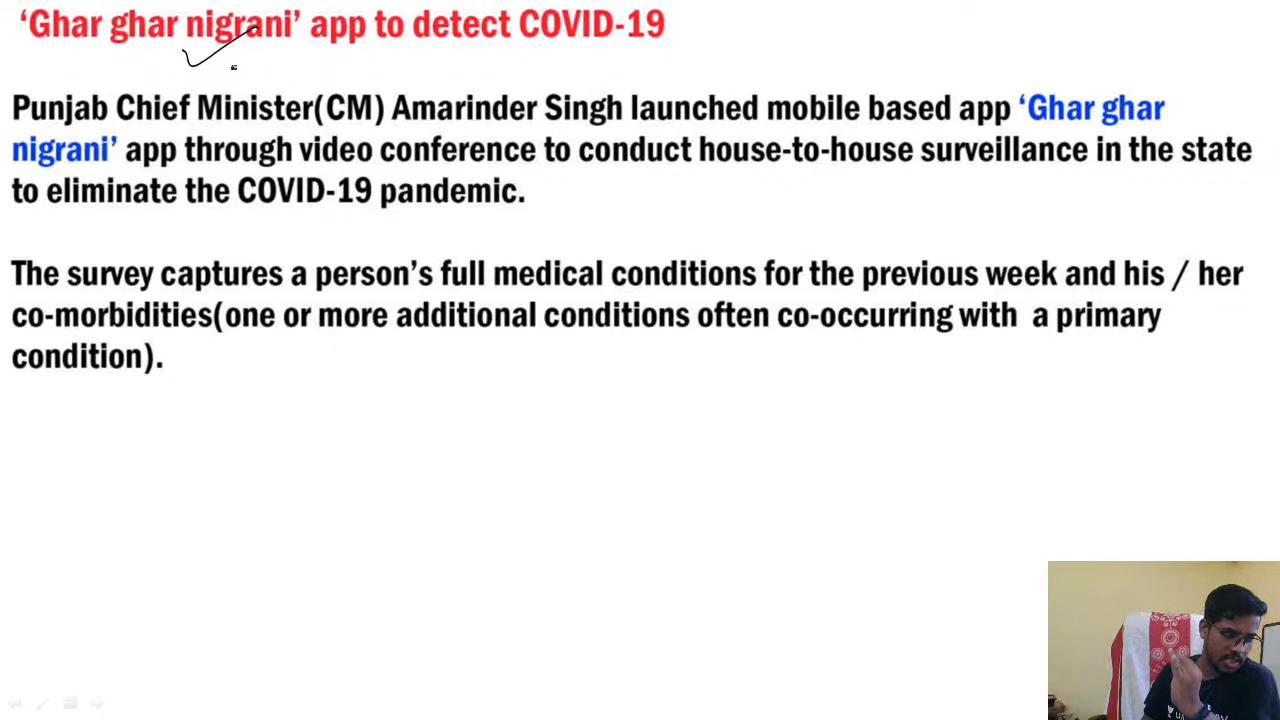 ‘Ghar ghar nigrani’ app to detect COVID-19
Punjab Chief Minister(CM) Amarinder Singh launched mobile based app ‘Ghar ghar
nigrani’ app through video conference to conduct house-to-house surveillance in the state
to eliminate the COVID-19 pandemic.
The survey captures a person’s full medical conditions for the previous week and his / her
co-morbidities(one or more additional conditions often co-occurring with a primary
condition).